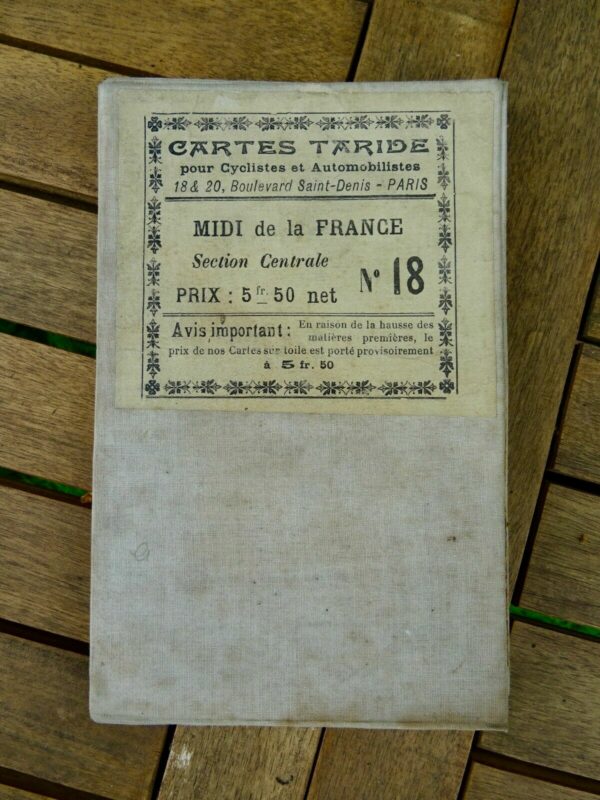 CARTES TARIDE
pour Cyclistes et Automobilistes
18 & 20, Boulevard Saint-Denis - PARIS
MIDI de la FRANCE
Section Centrale
N° 18
PRIX : 5 fr. 50 net
Avis important : En raison de la hausse des
matières premières, le
prix de nos Cartes sur toile est porté provisoirement
à 5 fr. 50